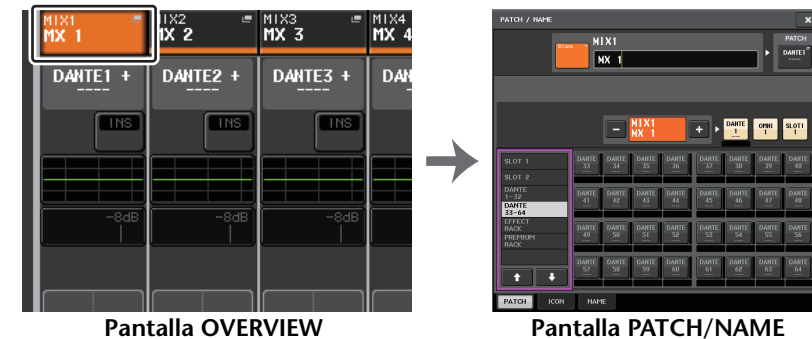 MIX1
MX 1
MIX2
MX 2
MIX3
MX 3
MIX4
MX 4
DANTE1 +
----
DANTE2 +
----
DANTE3 +
----
DAN
INS
INS
INS
-8dB
-8dB
-8dB
Pantalla OVERVIEW
PATCH / NAME
×
Blank
MIX1
MX 1
PATCH
DANTE1
----
−
MIX1
MX 1
+
DANTE
1
----
OMNI
1
SLOT1
1
SLOT 1
SLOT 2
DANTE
1-32
DANTE
33-64
EFFECT
RACK
PREMIUM
RACK
DANTE 33
DANTE 34
DANTE 35
DANTE 36
DANTE 37
DANTE 38
DANTE 39
DANTE 40
DANTE 41
DANTE 42
DANTE 43
DANTE 44
DANTE 45
DANTE 46
DANTE 47
DANTE 48
DANTE 49
DANTE 50
DANTE 51
DANTE 52
DANTE 53
DANTE 54
DANTE 55
DANTE 56
DANTE 57
DANTE 58
DANTE 59
DANTE 60
DANTE 61
DANTE 62
DANTE 63
DANTE 64
PATCH
ICON
NAME
Pantalla PATCH/NAME